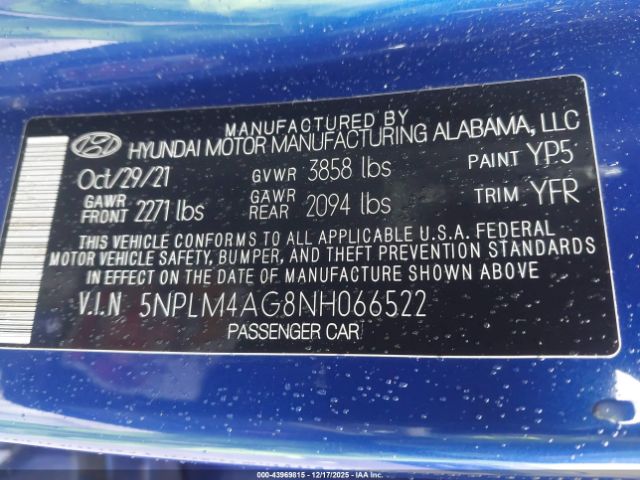 MANUFACTURED BY
HYUNDAI MOTOR MANUFACTURING ALABAMA, LLC
Oct/29/21 GVWR 3858 lbs PAINT YP5
GAWR FRONT 2271 lbs GAWR REAR 2094 lbs TRIM YFR
THIS VEHICLE CONFORMS TO ALL APPLICABLE U.S.A. FEDERAL
MOTOR VEHICLE SAFETY, BUMPER, AND THEFT PREVENTION STANDARDS
IN EFFECT ON THE DATE OF MANUFACTURE SHOWN ABOVE
V.I.N 5NPLM4AG8NH066522
PASSENGER CAR
000-43969815 - 12/17/2025 - IAAI.COM